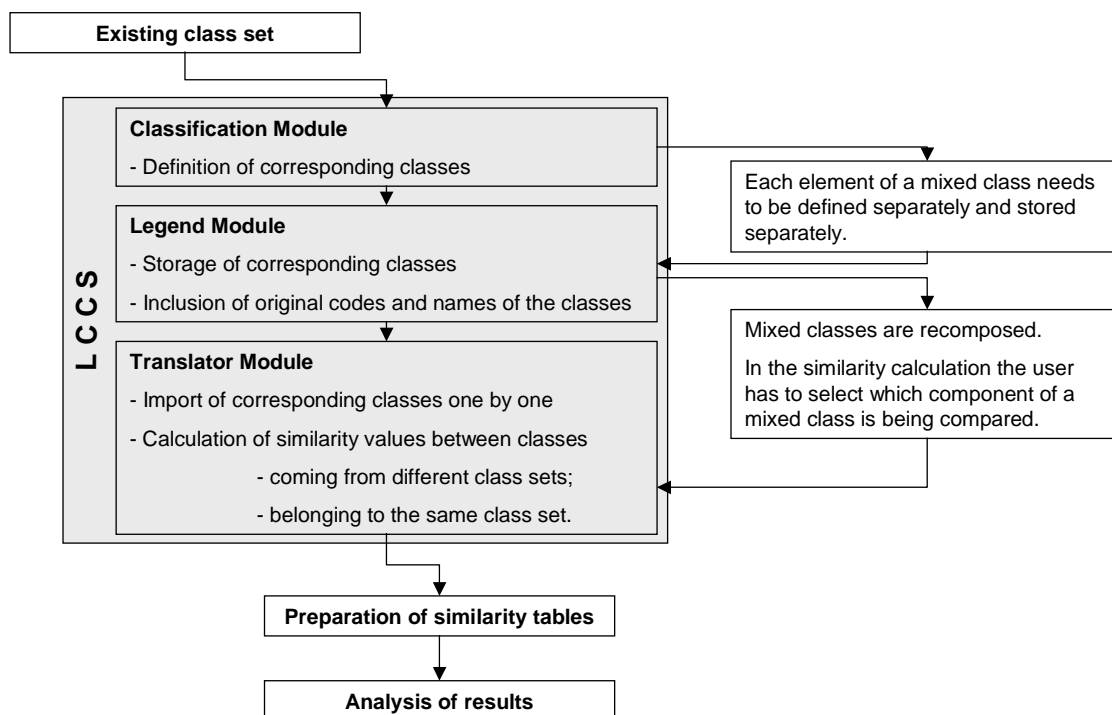 Existing class set
LCCS
Classification Module
- Definition of corresponding classes
Each element of a mixed class needs
to be defined separately and stored
separately.
Legend Module
- Storage of corresponding classes
- Inclusion of original codes and names of the classes
Mixed classes are recomposed.
In the similarity calculation the user
has to select which component of a
mixed class is being compared.
Translator Module
- Import of corresponding classes one by one
- Calculation of similarity values between classes
- coming from different class sets;
- belonging to the same class set.
Preparation of similarity tables
Analysis of results